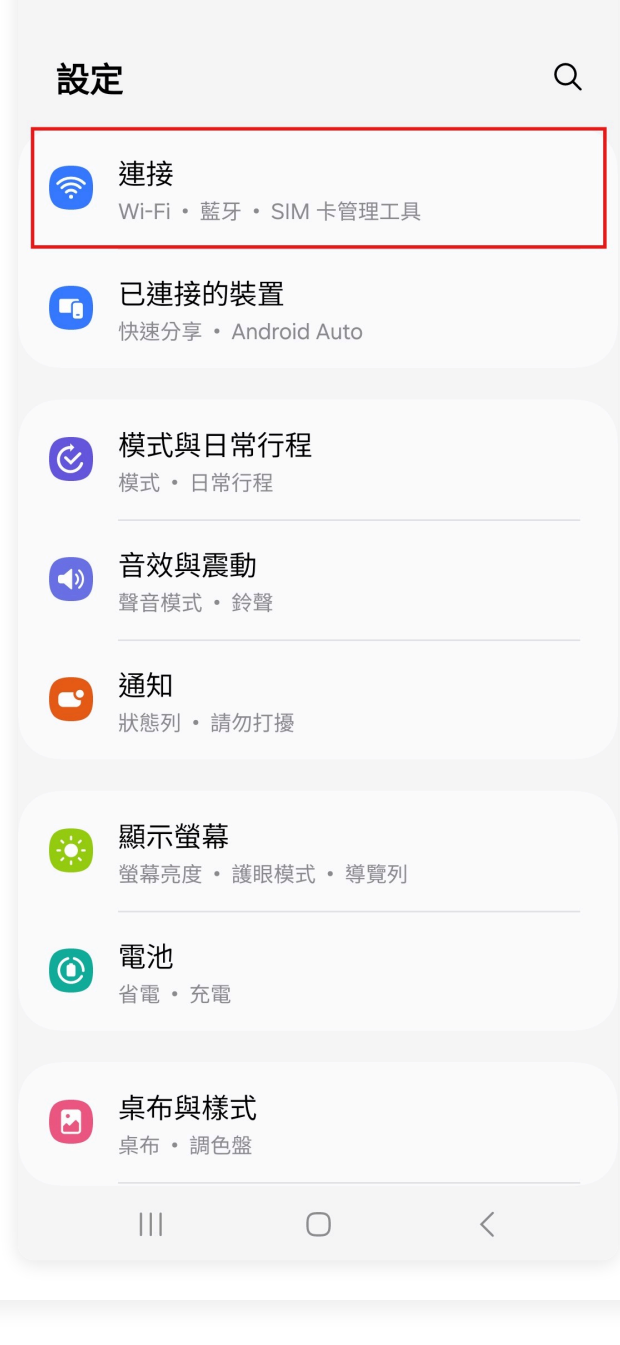 設定
連接
Wi-Fi • 藍牙 • SIM 卡管理工具
已連接的裝置
快速分享 • Android Auto
模式與日常行程
模式 • 日常行程
音效與震動
聲音模式 • 鈴聲
通知
狀態列 • 請勿打擾
顯示螢幕
螢幕亮度 • 護眼模式 • 導覽列
電池
省電 • 充電
桌布與樣式
桌布 • 調色盤